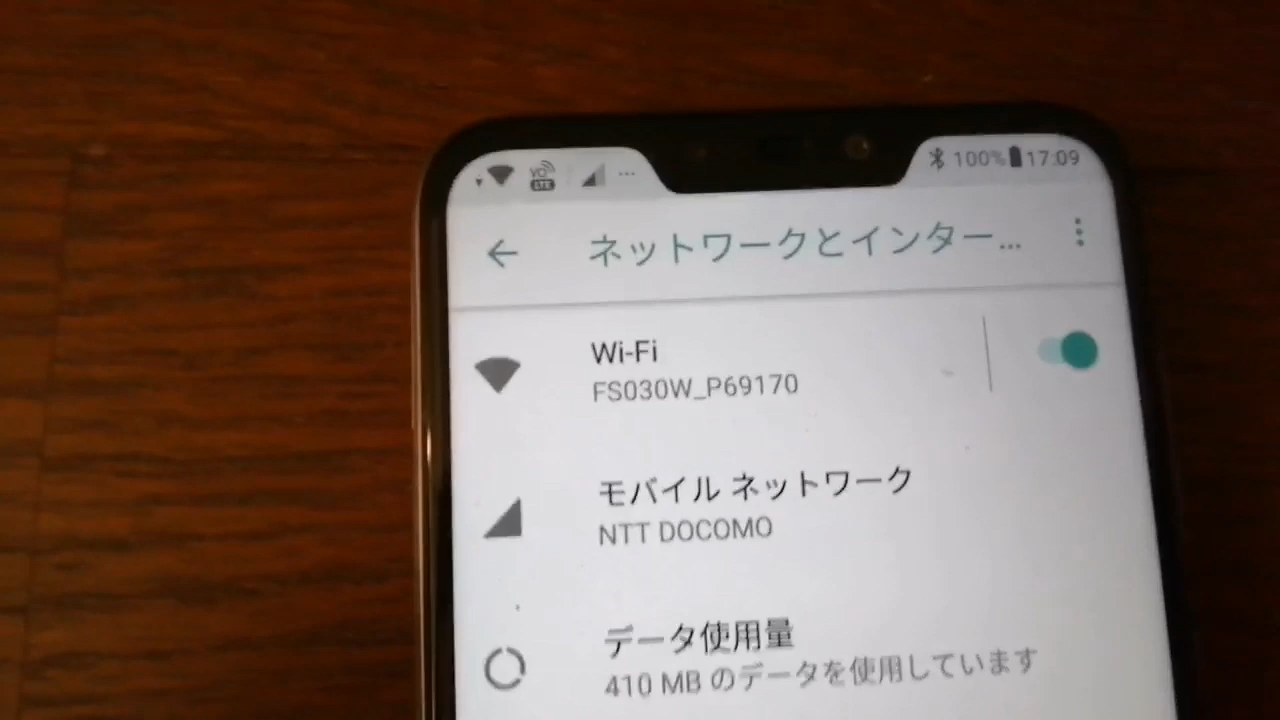 VO LTE
100% 17:09
ネットワークとインター…
Wi-Fi
FS030W_P69170
モバイル ネットワーク
NTT DOCOMO
データ使用量
410 MB のデータを使用しています